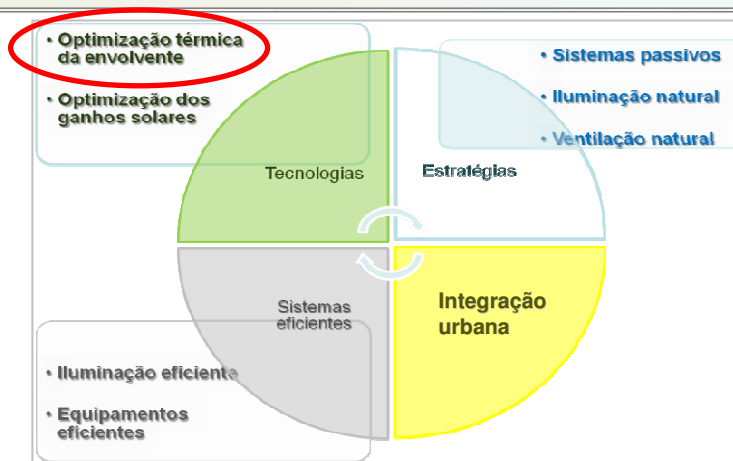 • Optimização térmica
da envolvente
• Optimização dos
ganhos solares
• Sistemas passivos
• Iluminação natural
• Ventilação natural
Tecnologias
Estratégias
Sistemas
eficientes
Integração
urbana
• Iluminação eficiente
• Equipamentos
eficientes